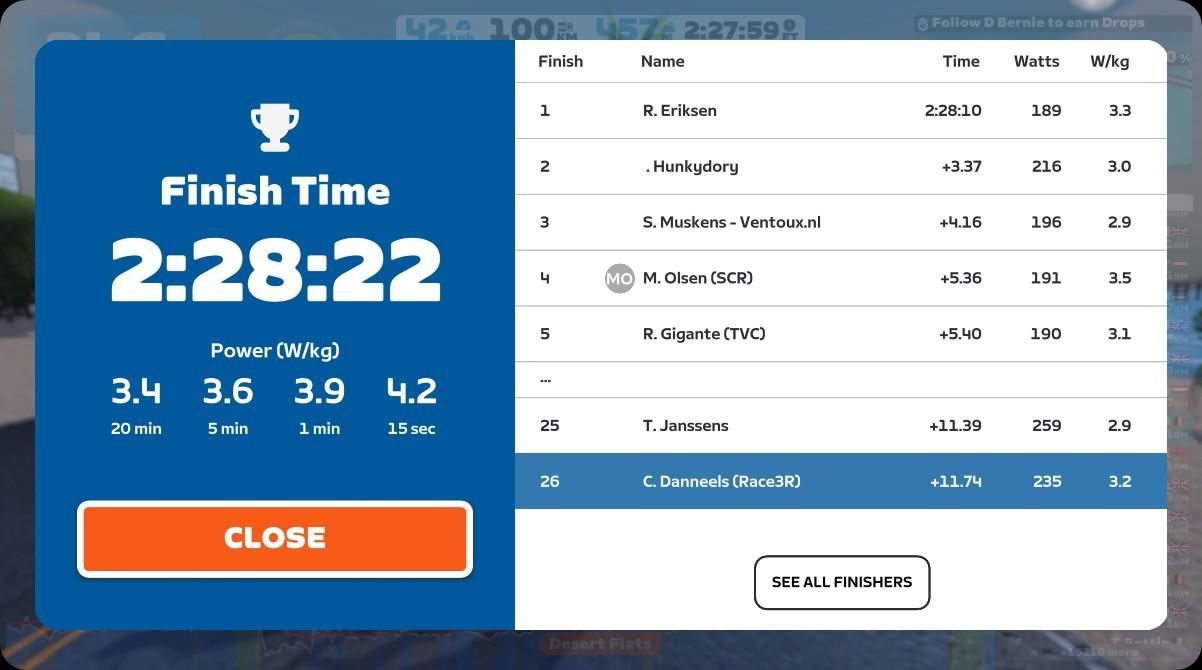 42 kph 100 KM 457 M 2:27:59 ET
Follow D Bernie to earn Drops
Finish Time
2:28:22
Power (W/kg)
3.4 3.6 3.9 4.2
20 min 5 min 1 min 15 sec
CLOSE
Finish Name Time Watts W/kg
1 R. Eriksen 2:28:10 189 3.3
2 . Hunkydory +3.37 216 3.0
3 S. Muskens - Ventoux.nl +4.16 196 2.9
4 MO M. Olsen (SCR) +5.36 191 3.5
5 R. Gigante (TVC) +5.40 190 3.1
...
25 T. Janssens +11.39 259 2.9
26 C. Danneels (Race3R) +11.74 235 3.2
SEE ALL FINISHERS
Desert Flats
+16210 more